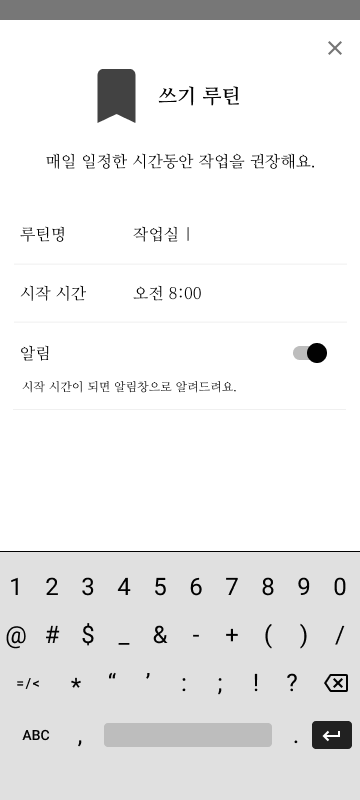 쓰기 루틴
매일 일정한 시간동안 작업을 권장해요.
루틴명 작업실
시작 시간 오전 8:00
알림
시작 시간이 되면 알림창으로 알려드려요.
1 2 3 4 5 6 7 8 9 0
@ # $ _ & - + ( ) /
=/< * “ ’ : ; ! ?
ABC , .